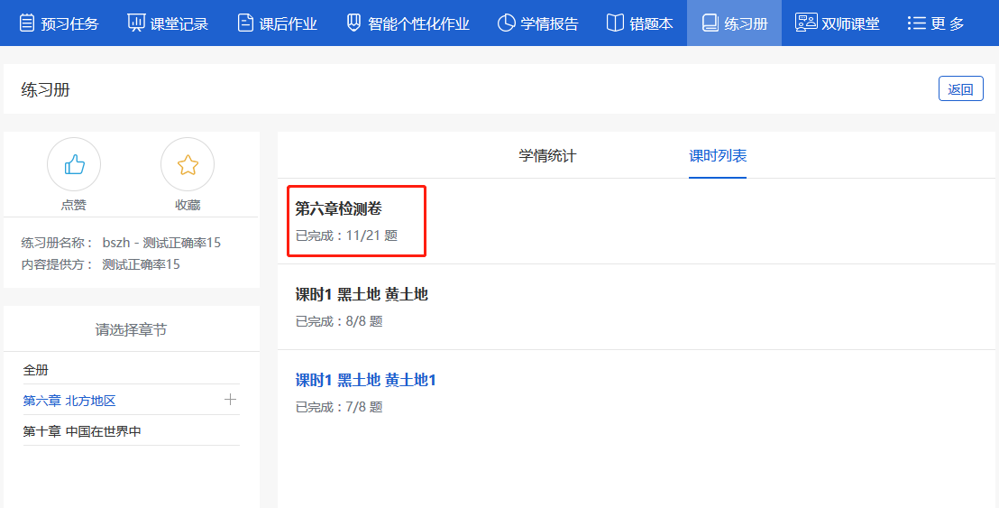 预习任务 课堂记录 课后作业 智能个性化作业 学情报告 错题本 练习册 双师课堂 更 多
练习册 返回
点赞 收藏
练习册名称： bszh - 测试正确率15
内容提供方： 测试正确率15
请选择章节
全册
第六章 北方地区
第十章 中国在世界中
学情统计 课时列表
第六章检测卷
已完成：11/21 题
课时1 黑土地 黄土地
已完成：8/8 题
课时1 黑土地 黄土地1
已完成：7/8 题